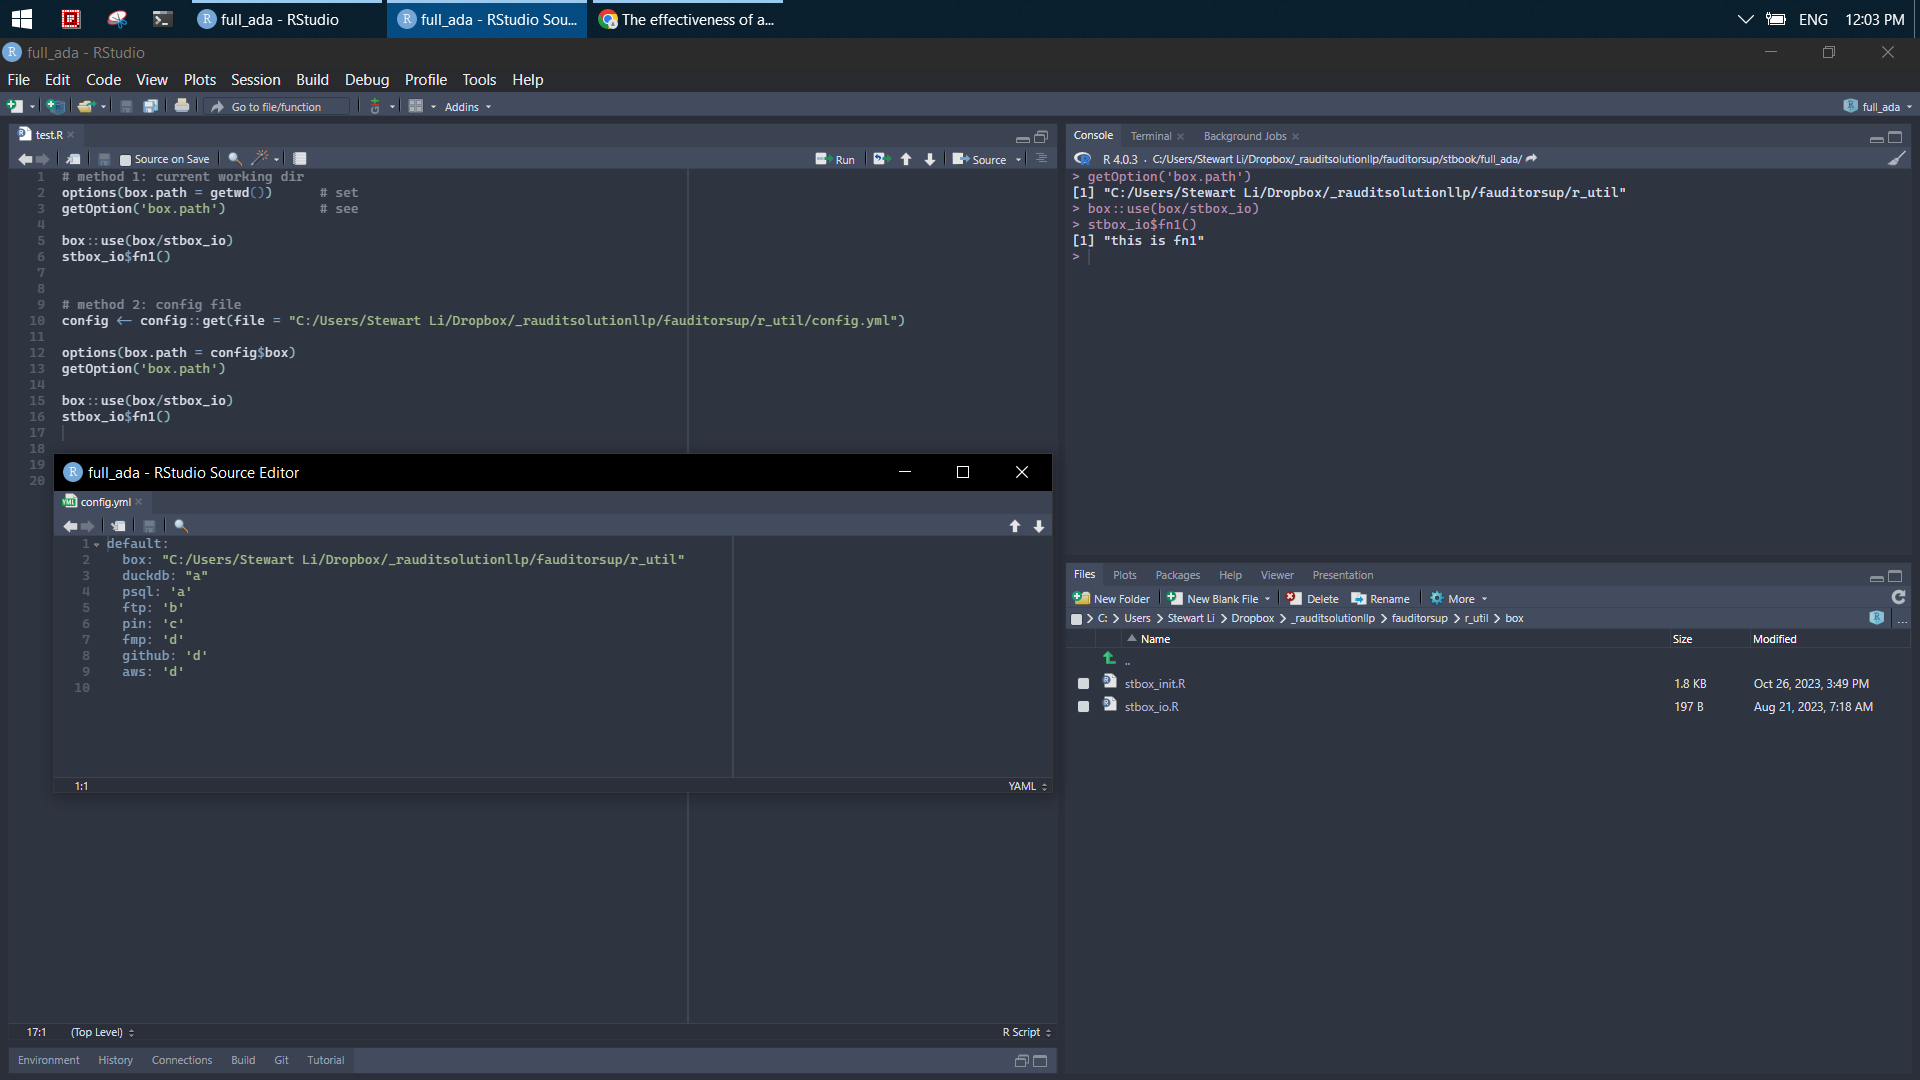 full_ada - RStudio
full_ada - RStudio Sou...
The effectiveness of a...
ENG
12:03 PM
full_ada - RStudio
File Edit Code View Plots Session Build Debug Profile Tools Help
Go to file/function
Addins
full_ada
test.R
Source on Save
Run
Source
1 # method 1: current working dir
2 options(box.path = getwd()) # set
3 getOption('box.path') # see
4
5 box::use(box/stbox_io)
6 stbox_io$fn1()
7
8
9 # method 2: config file
10 config <- config::get(file = "C:/Users/Stewart Li/Dropbox/_rauditsolutionllp/fauditorsup/r_util/config.yml")
11
12 options(box.path = config$box)
13 getOption('box.path')
14
15 box::use(box/stbox_io)
16 stbox_io$fn1()
17
18
19
20
full_ada - RStudio Source Editor
config.yml
1 default:
2 box: "C:/Users/Stewart Li/Dropbox/_rauditsolutionllp/fauditorsup/r_util"
3 duckdb: "a"
4 psql: 'a'
5 ftp: 'b'
6 pin: 'c'
7 fmp: 'd'
8 github: 'd'
9 aws: 'd'
10
1:1
YAML
17:1
(Top Level)
R Script
Environment History Connections Build Git Tutorial
Console Terminal Background Jobs
R 4.0.3 · C:/Users/Stewart Li/Dropbox/_rauditsolutionllp/fauditorsup/stbook/full_ada/
> getOption('box.path')
[1] "C:/Users/Stewart Li/Dropbox/_rauditsolutionllp/fauditorsup/r_util"
> box::use(box/stbox_io)
> stbox_io$fn1()
[1] "this is fn1"
>
Files Plots Packages Help Viewer Presentation
New Folder New Blank File Delete Rename More
C: > Users > Stewart Li > Dropbox > _rauditsolutionllp > fauditorsup > r_util > box
...
Name Size Modified
..
stbox_init.R 1.8 KB Oct 26, 2023, 3:49 PM
stbox_io.R 197 B Aug 21, 2023, 7:18 AM